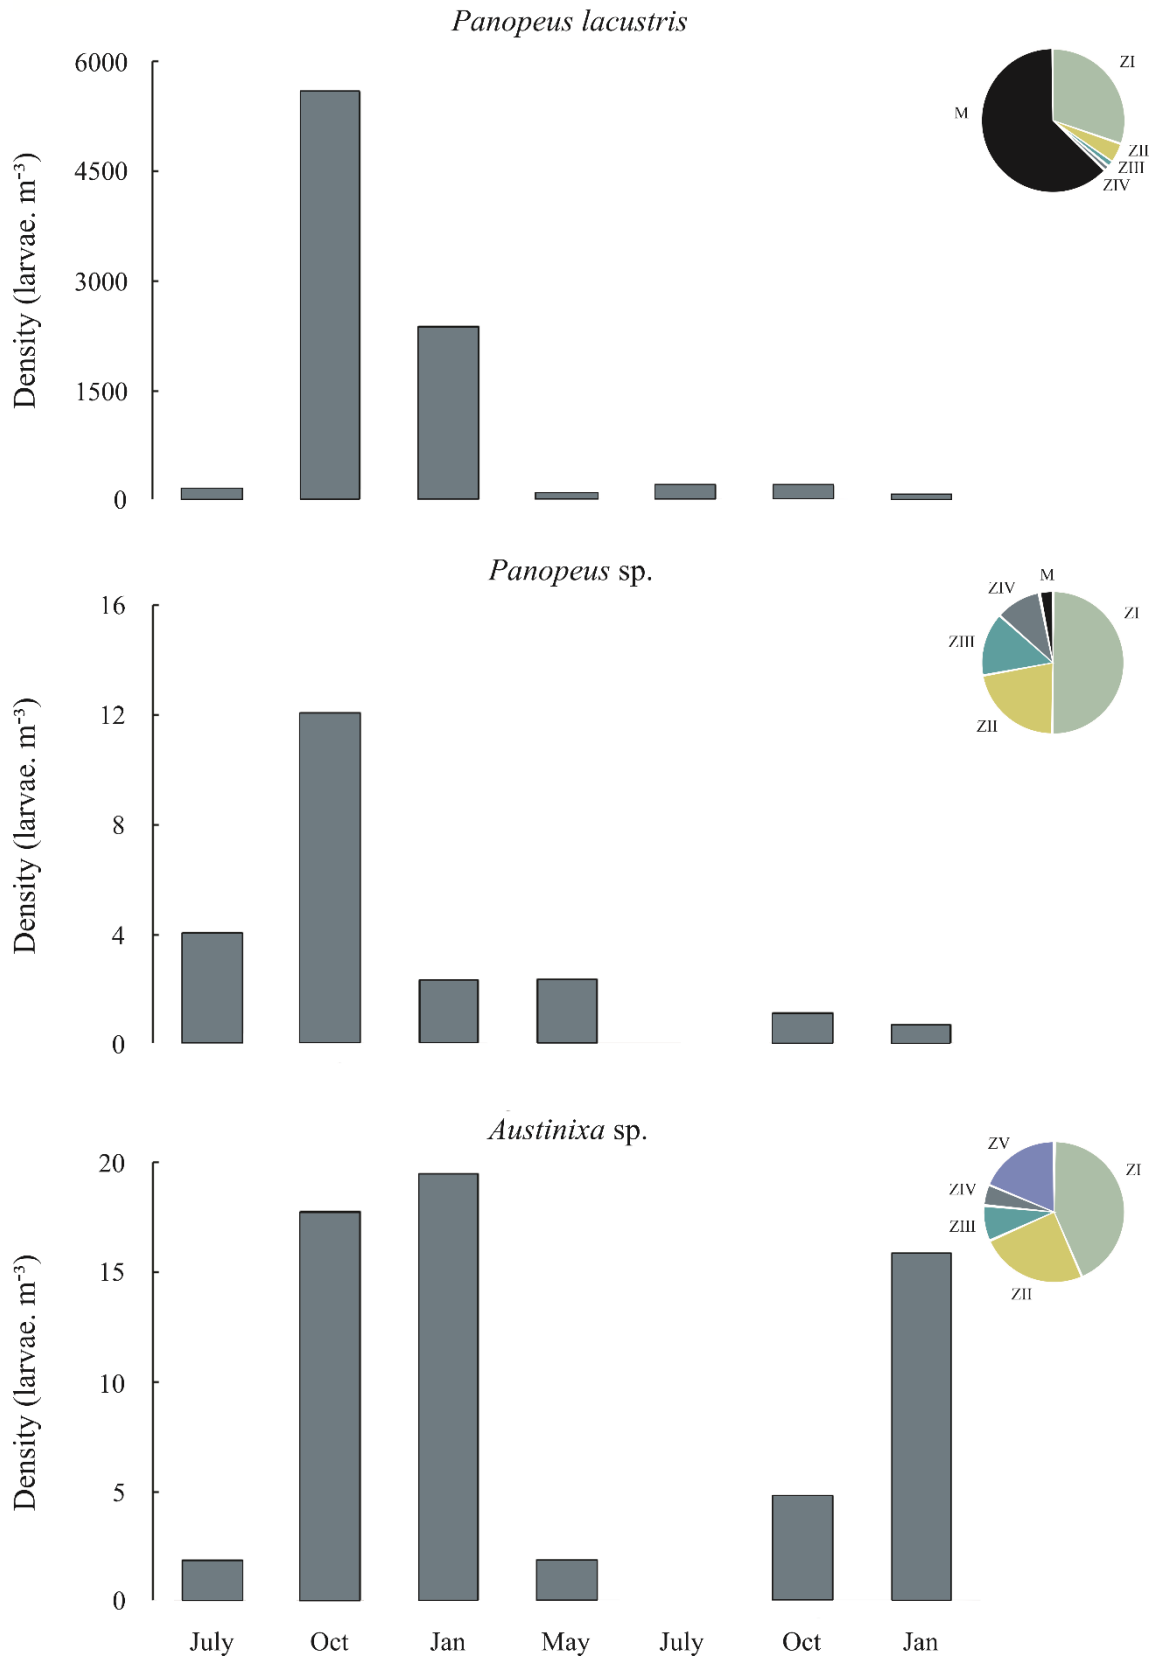 Panopeus lacustris
Density (larvae. m⁻³)
6000
4500
3000
1500
0
M
ZI
ZII
ZIII
ZIV
Panopeus sp.
Density (larvae. m⁻³)
16
12
8
4
0
M
ZIV
ZI
ZIII
ZII
Austinixa sp.
Density (larvae. m⁻³)
20
15
10
5
0
ZV
ZI
ZIV
ZIII
ZII
July Oct Jan May July Oct Jan